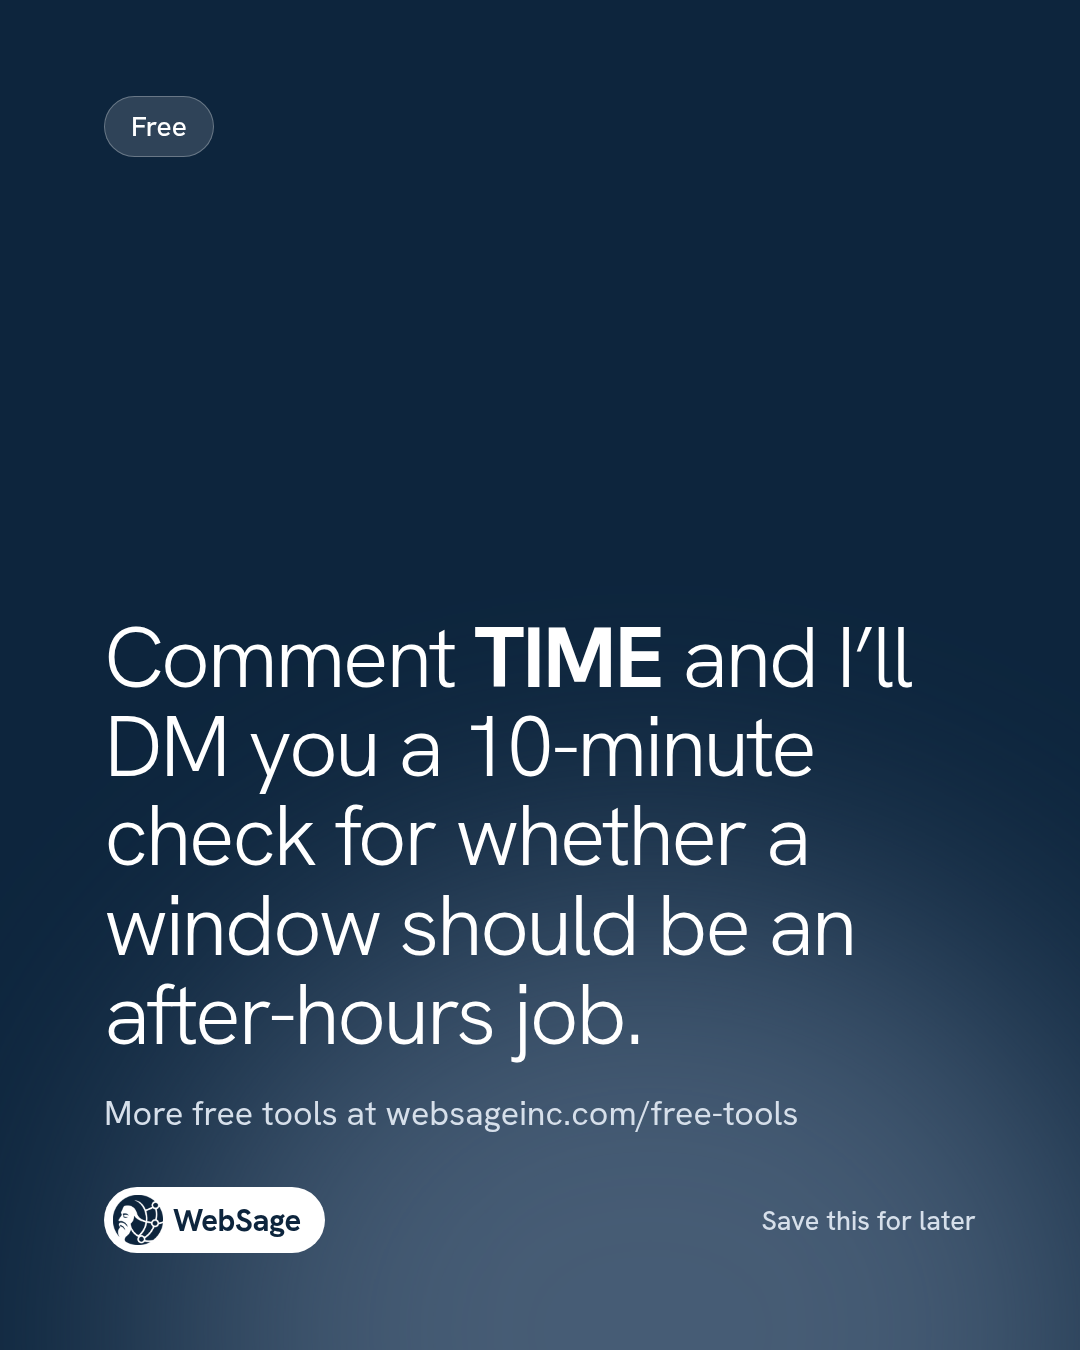 Free
Comment TIME and I’ll
DM you a 10-minute
check for whether a
window should be an
after-hours job.
More free tools at websageinc.com/free-tools
WebSage
Save this for later